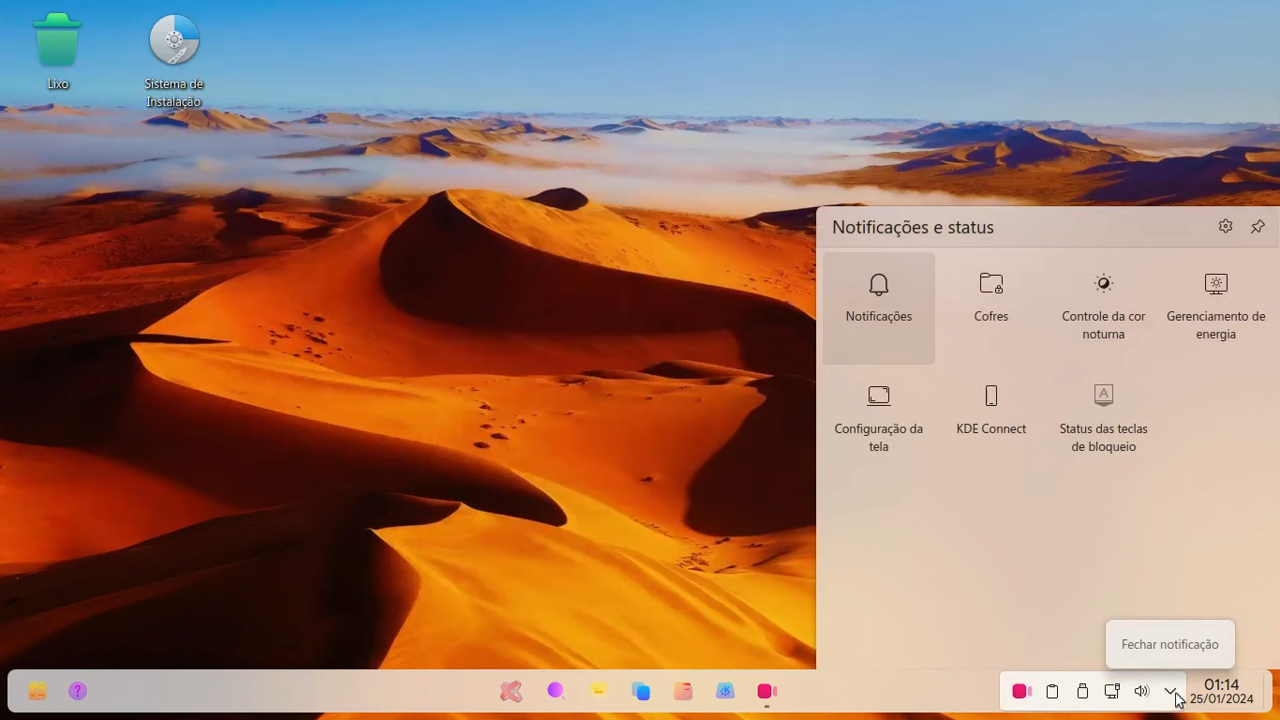 Lixo
Sistema de
Instalação
Notificações e status
Notificações
Cofres
Controle da cor
noturna
Gerenciamento de
energia
Configuração da
tela
KDE Connect
Status das teclas
de bloqueio
A
Fechar notificação
?
01:14
25/01/2024